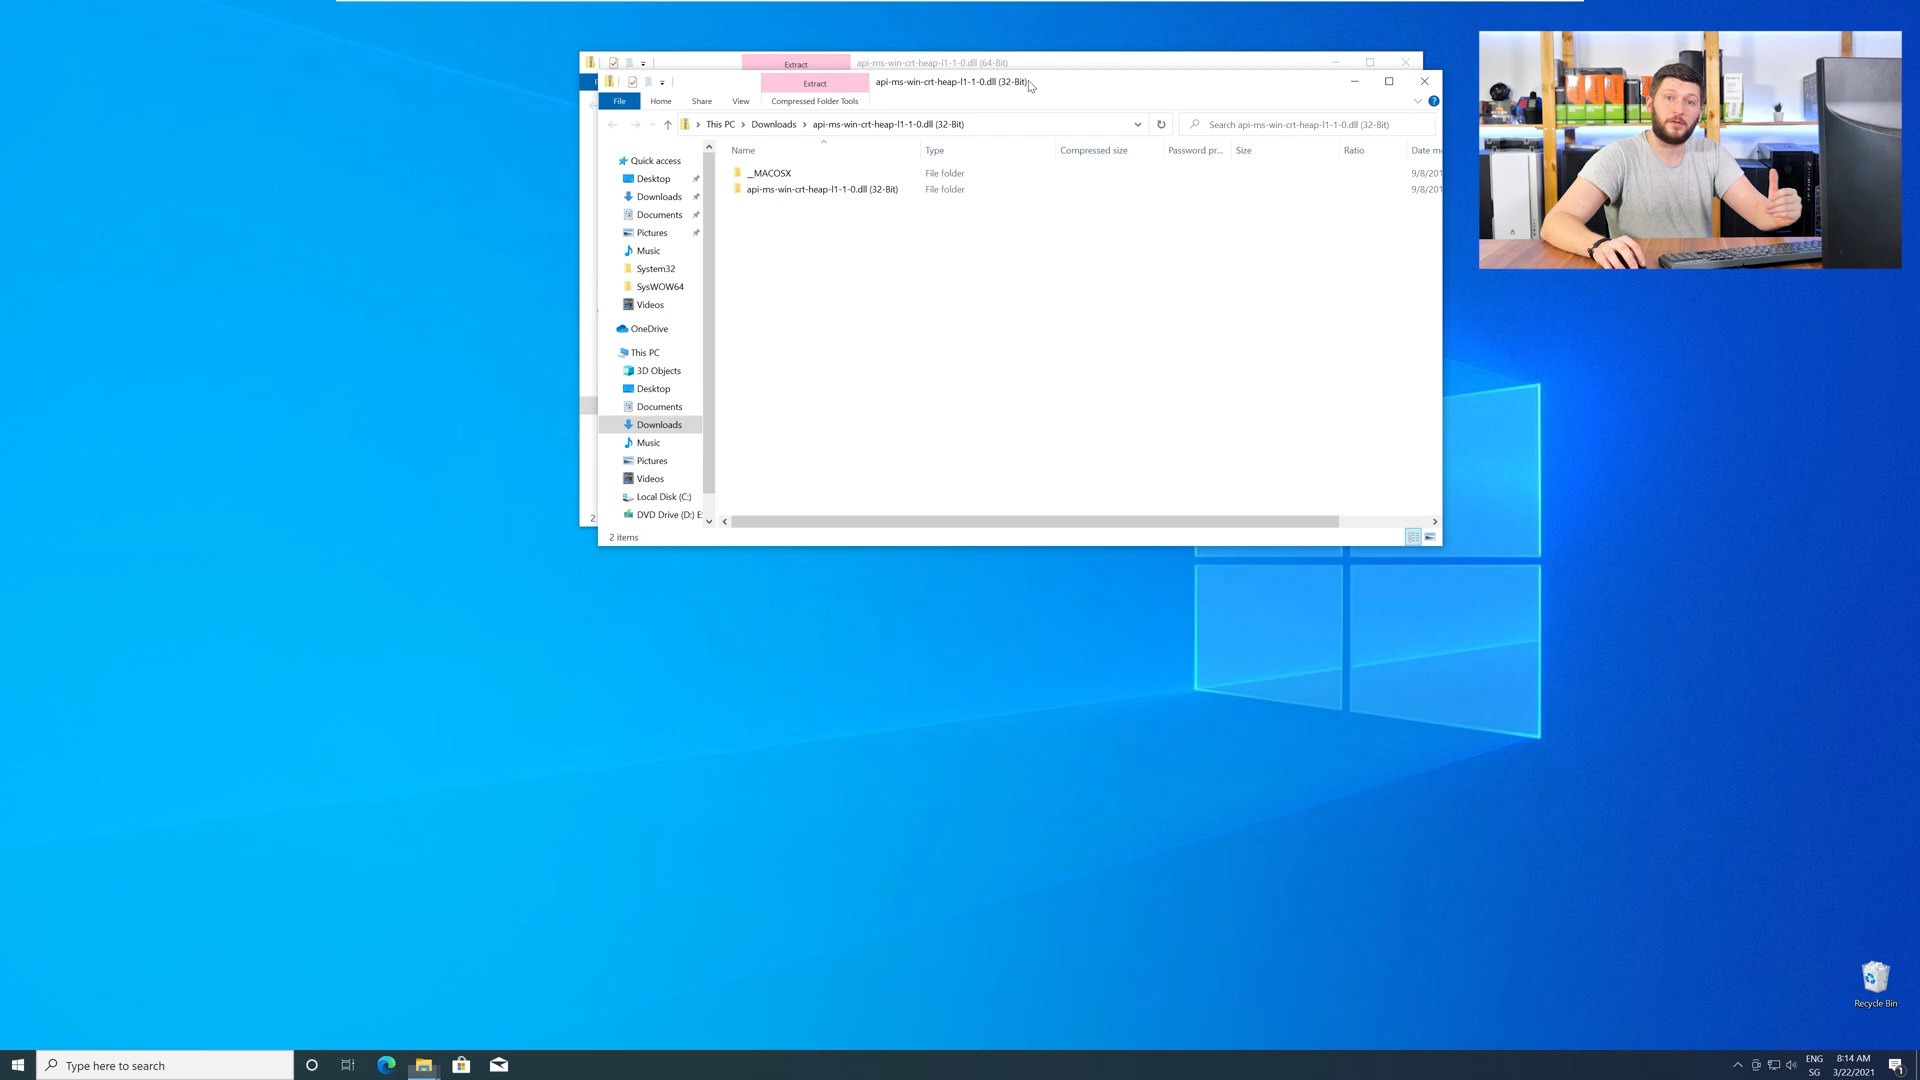 Extract
api-ms-win-crt-heap-l1-1-0.dll (64-Bit)
Extract
api-ms-win-crt-heap-l1-1-0.dll (32-Bit)
File
Home
Share
View
Compressed Folder Tools
This PC
Downloads
api-ms-win-crt-heap-l1-1-0.dll (32-Bit)
Search api-ms-win-crt-heap-l1-1-0.dll (32-Bit)
Name
Type
Compressed size
Password pr...
Size
Ratio
Date m
__MACOSX
File folder
9/8/201
api-ms-win-crt-heap-l1-1-0.dll (32-Bit)
File folder
9/8/201
Quick access
Desktop
Downloads
Documents
Pictures
Music
System32
SysWOW64
Videos
OneDrive
This PC
3D Objects
Desktop
Documents
Downloads
Music
Pictures
Videos
Local Disk (C:)
DVD Drive (D:) E
2
2 items
Recycle Bin
Type here to search
ENG
SG
8:14 AM
3/22/2021
1